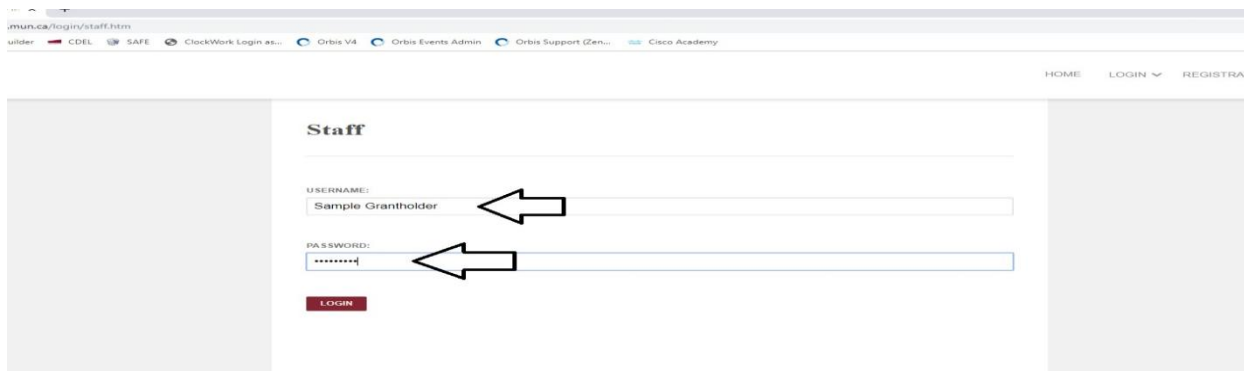 .mun.ca/login/staff.htm
uilder CDEL SAFE ClockWork Login as... Orbis V4 Orbis Events Admin Orbis Support (Zen... Cisco Academy
HOME LOGIN REGISTRA
Staff
USERNAME:
Sample Grantholder
PASSWORD:
•••••••••
LOGIN